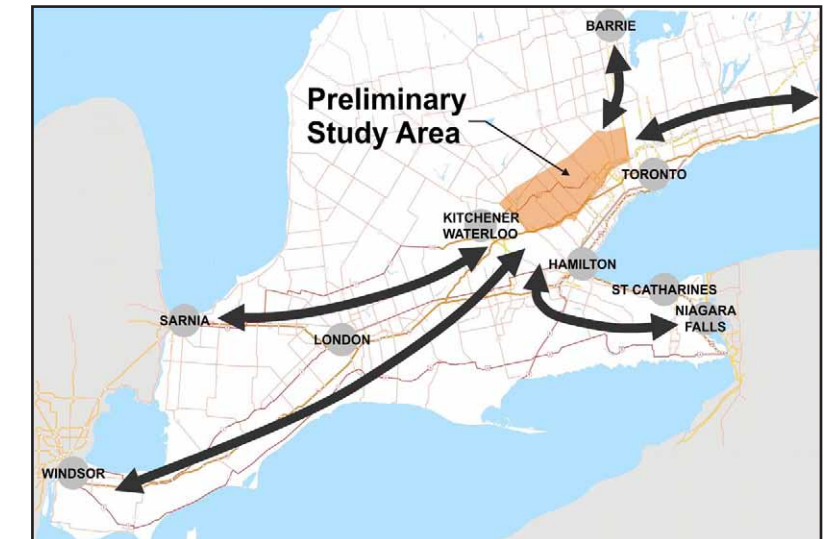 BARRIE
Preliminary
Study Area
TORONTO
KITCHENER
WATERLOO
HAMILTON
ST CATHARINES
NIAGARA
FALLS
SARNIA
LONDON
WINDSOR